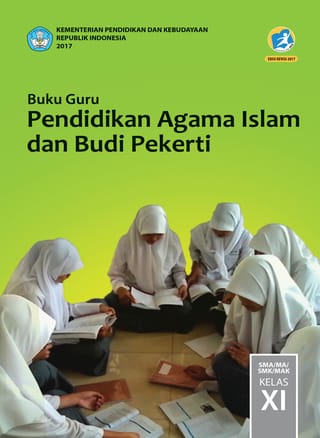 KEMENTERIAN PENDIDIKAN DAN KEBUDAYAAN
REPUBLIK INDONESIA
2017
EDISI REVISI 2017
Buku Guru
Pendidikan Agama Islam
dan Budi Pekerti
SMA/MA/
SMK/MAK
KELAS
XI